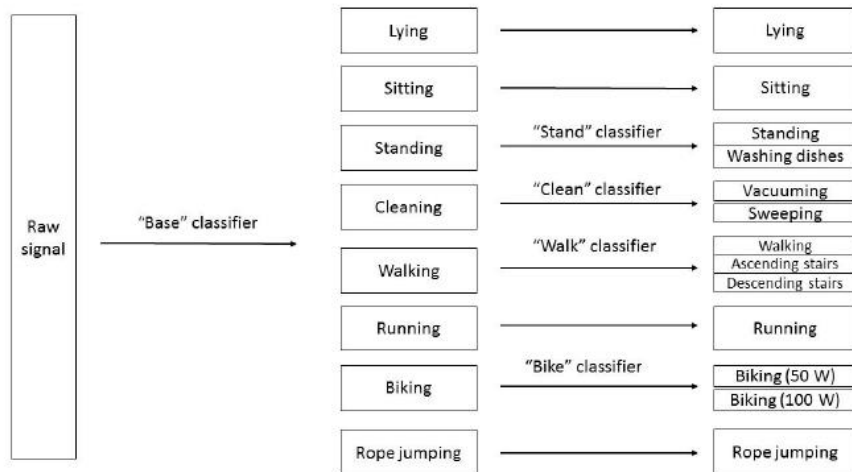 Raw
signal
“Base” classifier
Lying
Lying
Sitting
Sitting
Standing
“Stand” classifier
Standing
Washing dishes
Cleaning
“Clean” classifier
Vacuuming
Sweeping
Walking
“Walk” classifier
Walking
Ascending stairs
Descending stairs
Running
Running
Biking
“Bike” classifier
Biking (50 W)
Biking (100 W)
Rope jumping
Rope jumping